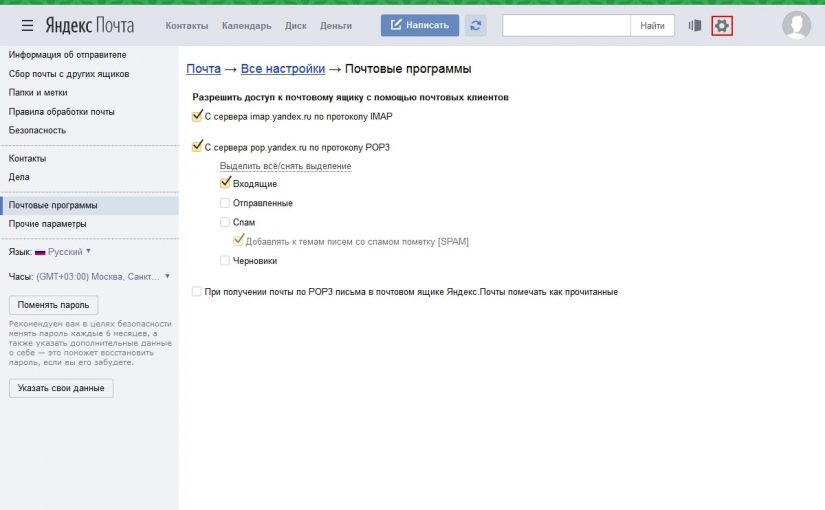 Яндекс Почта
Контакты Календарь Диск Деньги
Написать
Найти
Информация об отправителе
Сбор почты с других ящиков
Папки и метки
Правила обработки почты
Безопасность
Контакты
Дела
Почтовые программы
Прочие параметры
Язык: Русский
Часы: (GMT+03:00) Москва, Санкт...
Поменять пароль
Рекомендуем вам в целях безопасности
менять пароль каждые 6 месяцев, а
также указать дополнительные данные
о себе — это поможет восстановить
пароль, если вы его забудете.
Указать свои данные
Почта → Все настройки → Почтовые программы
Разрешить доступ к почтовому ящику с помощью почтовых клиентов
С сервера imap.yandex.ru по протоколу IMAP
С сервера pop.yandex.ru по протоколу POP3
Выделить всё/снять выделение
Входящие
Отправленные
Спам
Добавлять к темам писем со спамом пометку [SPAM]
Черновики
При получении почты по POP3 письма в почтовом ящике Яндекс.Почты помечать как прочитанные